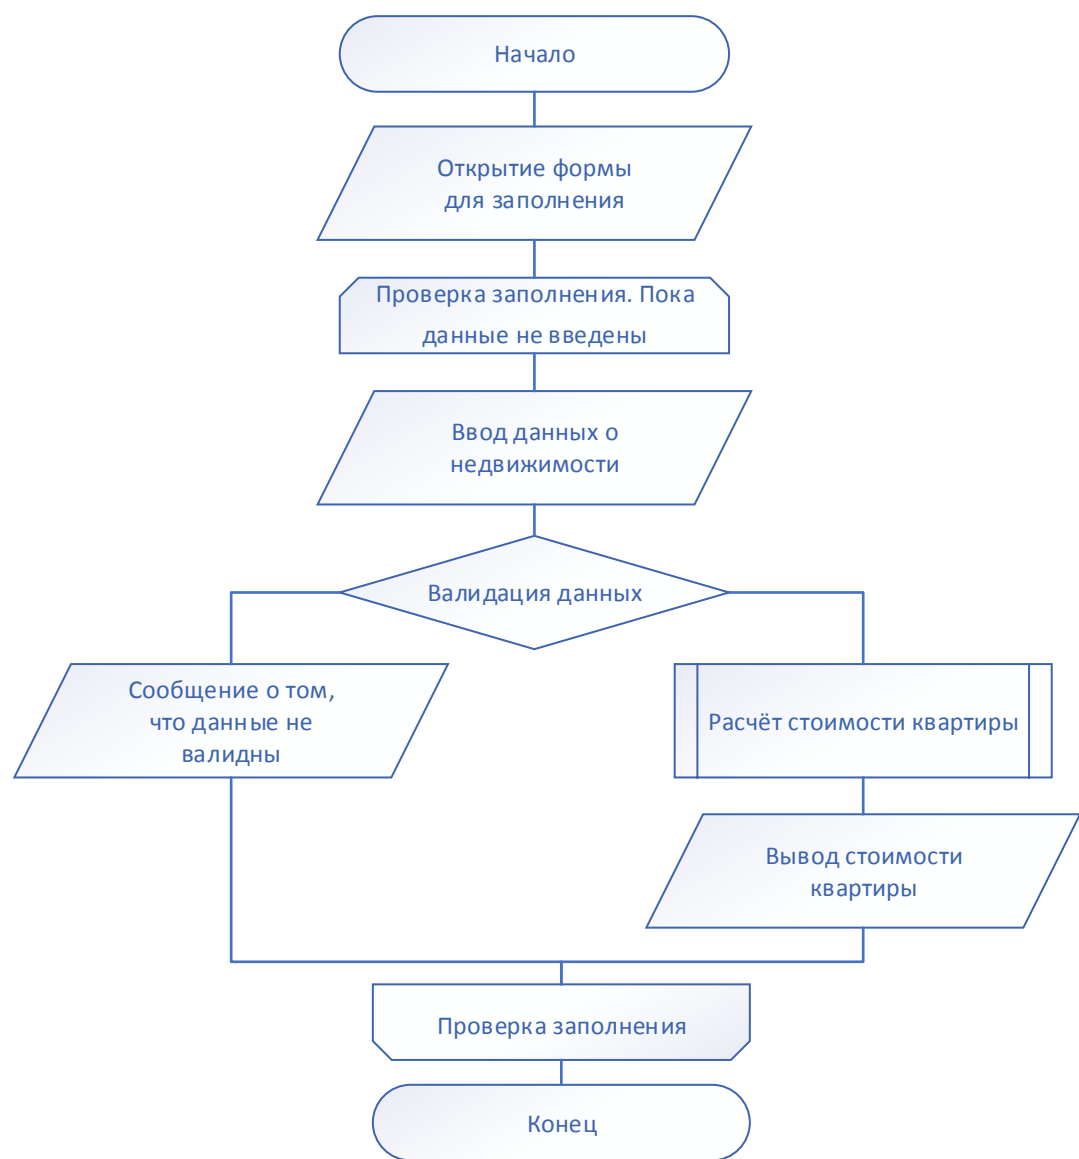 Начало
Открытие формы
для заполнения
Проверка заполнения. Пока
данные не введены
Ввод данных о
недвижимости
Валидация данных
Сообщение о том,
что данные не
валидны
Расчёт стоимости квартиры
Вывод стоимости
квартиры
Проверка заполнения
Конец